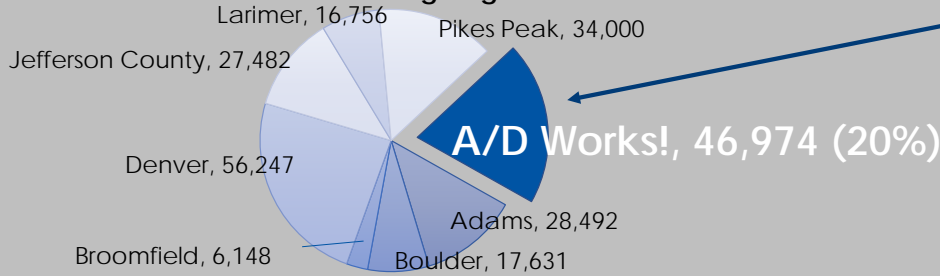 Larimer, 16,756
Pikes Peak, 34,000
Jefferson County, 27,482
A/D Works!, 46,974 (20%)
Denver, 56,247
Adams, 28,492
Broomfield, 6,148
Boulder, 17,631